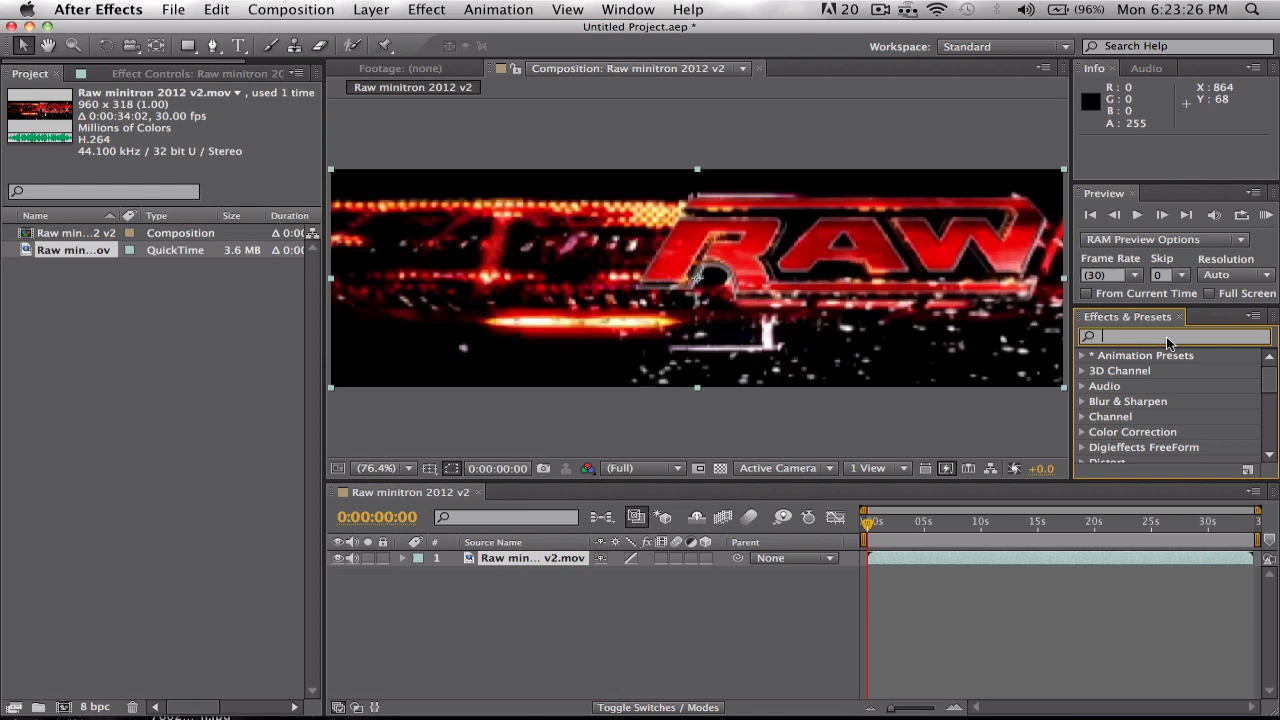 After Effects File Edit Composition Layer Effect Animation View Window Help 20 (96%) Mon 6:23:26 PM
Untitled Project.aep *
Workspace: Standard Search Help
Project Effect Controls: Raw minitron 20
Footage: (none) Composition: Raw minitron 2012 v2
Info Audio
Raw minitron 2012 v2
Raw minitron 2012 v2.mov , used 1 time
960 x 318 (1.00)
Δ 0:00:34:02, 30.00 fps
Millions of Colors
H.264
44.100 kHz / 32 bit U / Stereo
R : 0
G : 0
B : 0
A : 255
X : 864
Y : 68
Preview
RAM Preview Options
Frame Rate Skip Resolution
(30) 0 Auto
From Current Time Full Screen
Name Type Size Duration
Raw min...2 v2 Composition Δ 0:00
Raw min...ov QuickTime 3.6 MB Δ 0:00
RAW
Effects & Presets
* Animation Presets
3D Channel
Audio
Blur & Sharpen
Channel
Color Correction
Digieffects FreeForm
Distort
(76.4%) 0:00:00:00 (Full) Active Camera 1 View +0.0
Raw minitron 2012 v2
0:00:00:00
00s 05s 10s 15s 20s 25s 30s 3
# Source Name fx Parent
1 Raw min... v2.mov None
8 bpc
Toggle Switches / Modes